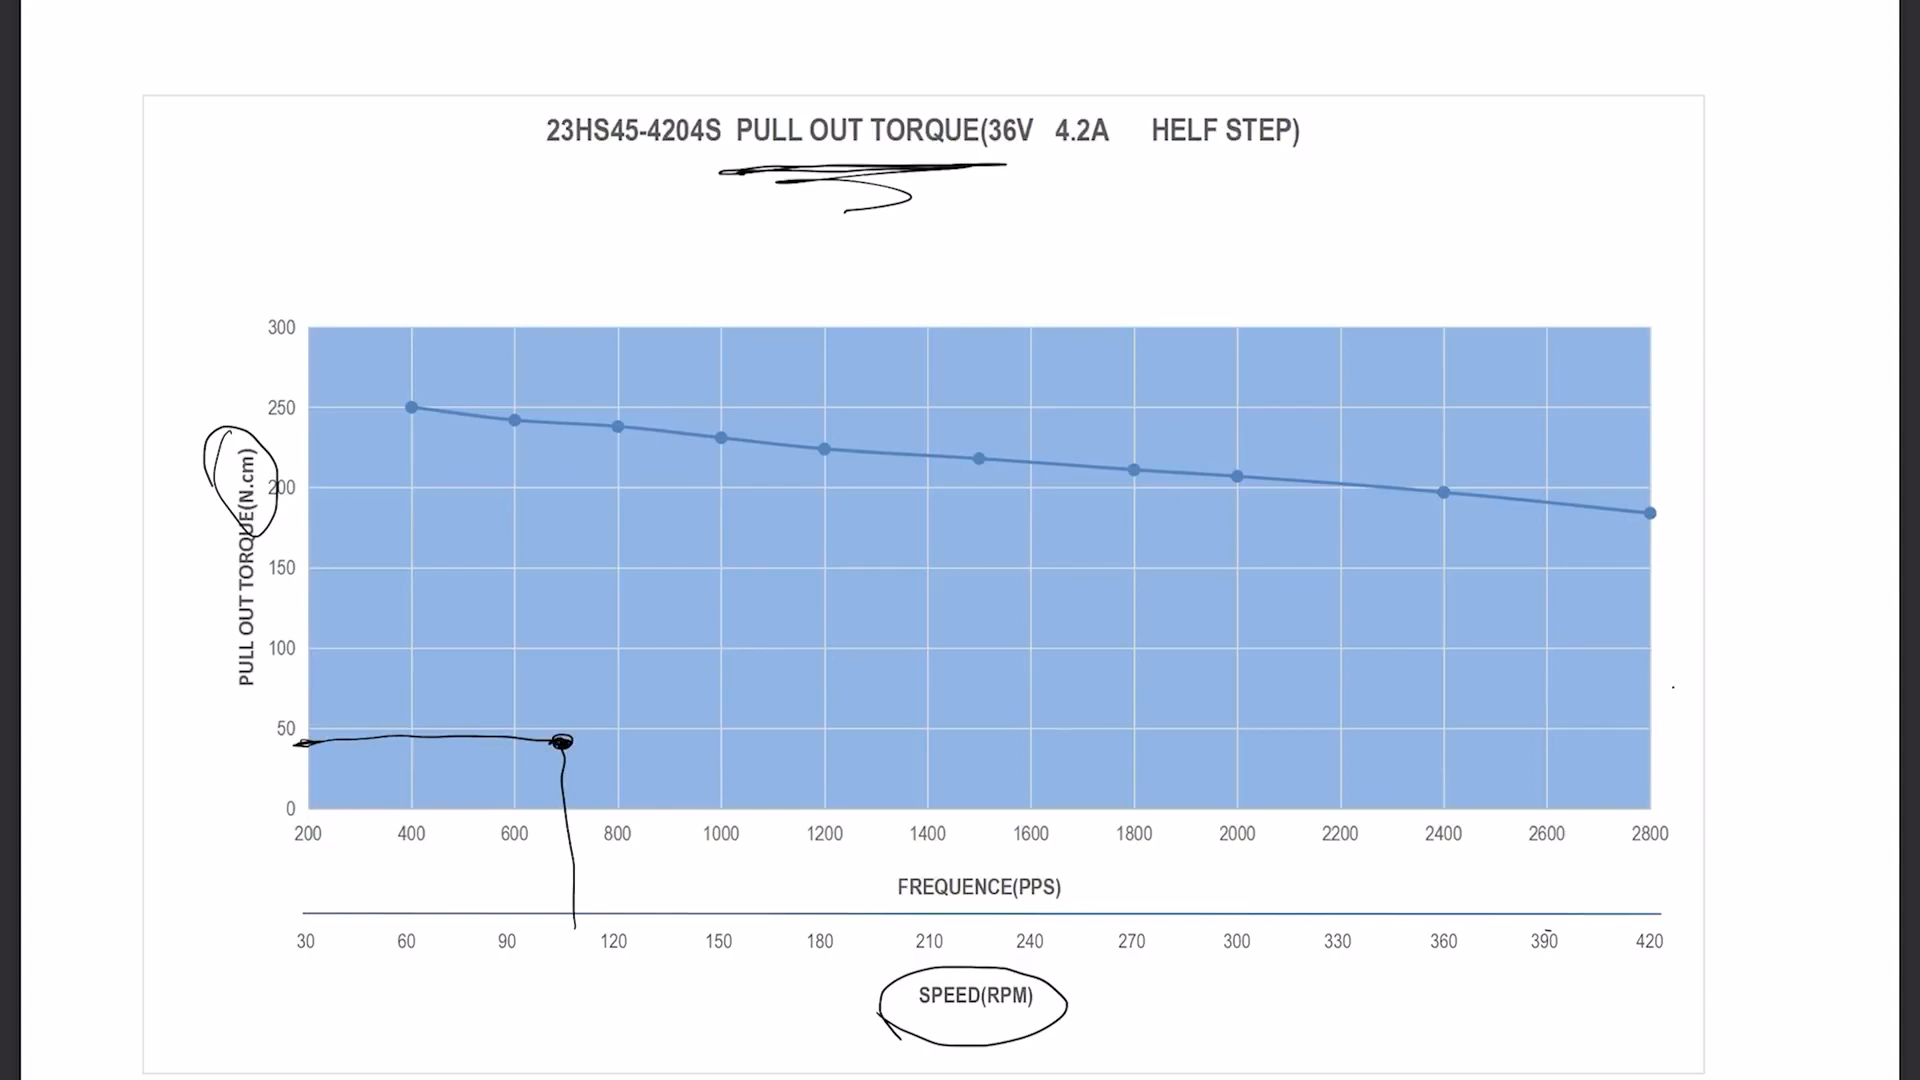 23HS45-4204S PULL OUT TORQUE(36V 4.2A HELF STEP)
PULL OUT TORQUE(N.cm)
300
250
200
150
100
50
0
200 400 600 800 1000 1200 1400 1600 1800 2000 2200 2400 2600 2800
FREQUENCE(PPS)
30 60 90 120 150 180 210 240 270 300 330 360 390 420
SPEED(RPM)